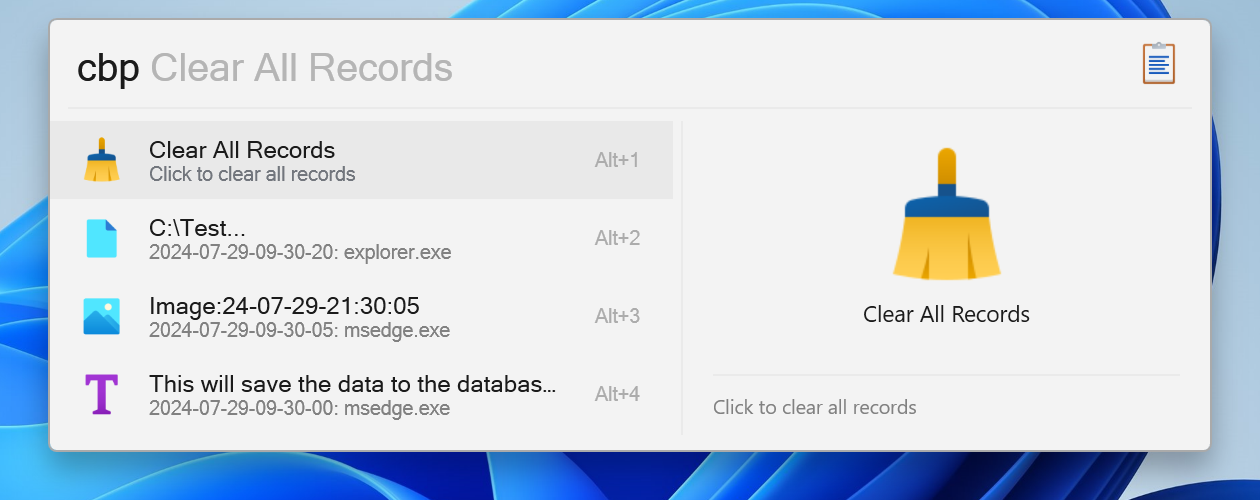 cbp Clear All Records
Clear All Records
Click to clear all records
Alt+1
C:\Test...
2024-07-29-09-30-20: explorer.exe
Alt+2
Image:24-07-29-21:30:05
2024-07-29-09-30-05: msedge.exe
Alt+3
This will save the data to the databas...
2024-07-29-09-30-00: msedge.exe
Alt+4
Clear All Records
Click to clear all records